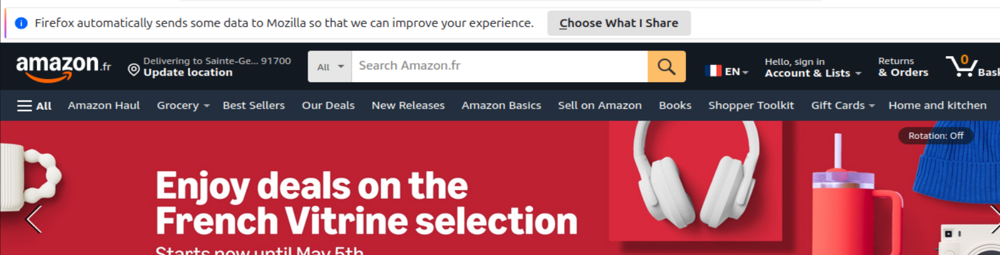 Firefox automatically sends some data to Mozilla so that we can improve your experience. Choose What I Share
amazon.fr
Delivering to Sainte-Ge... 91700
Update location
All
Search Amazon.fr
EN
Hello, sign in
Account & Lists
Returns
& Orders
0
All Amazon Haul Grocery Best Sellers Our Deals New Releases Amazon Basics Sell on Amazon Books Shopper Toolkit Gift Cards Home and kitchen
Rotation: Off
Enjoy deals on the
French Vitrine selection
Starts now until May 5th